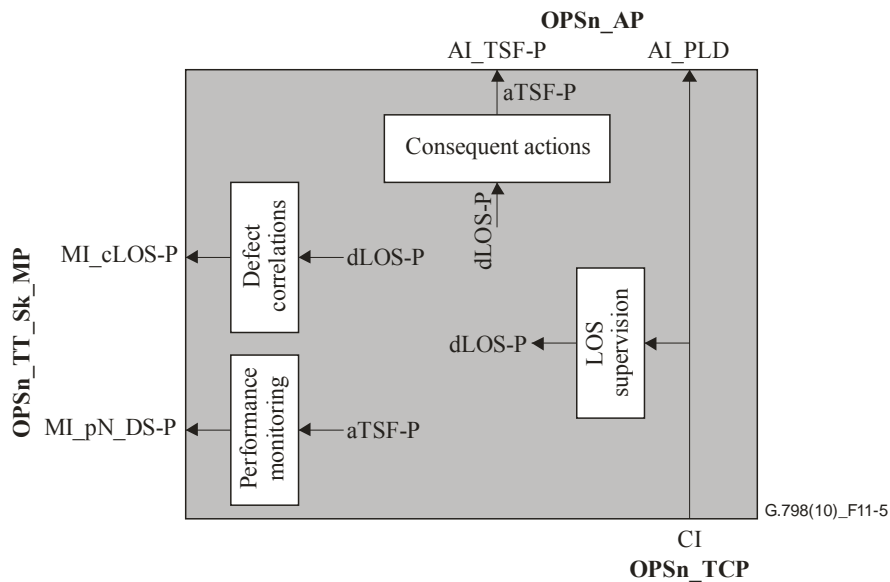 OPSn_AP
AI_TSF-P
AI_PLD
aTSF-P
Consequent actions
dLOS-P
MI_cLOS-P
Defect
correlations
dLOS-P
OPSn_TT_Sk_MP
dLOS-P
LOS
supervision
MI_pN_DS-P
Performance
monitoring
aTSF-P
G.798(10)_F11-5
CI
OPSn_TCP